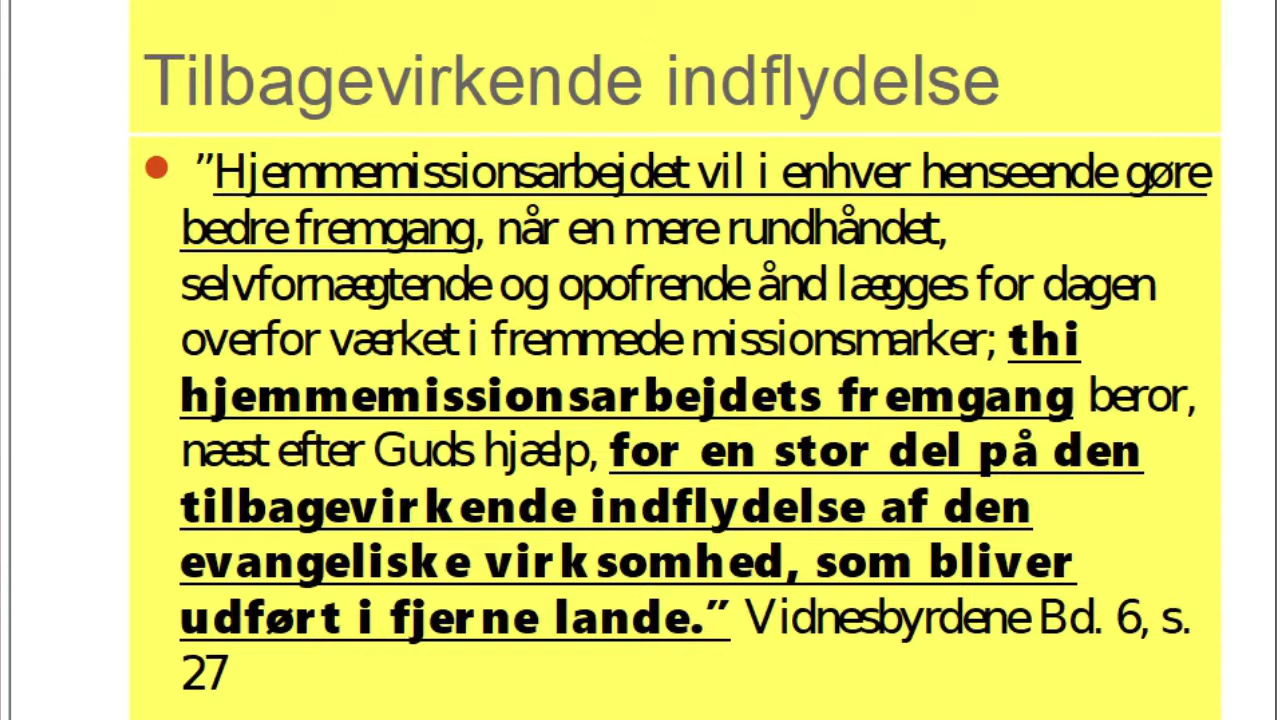 Tilbagevirkende indflydelse
”Hjemmemissionsarbejdet vil i enhver henseende gøre
bedre fremgang, når en mere rundhåndet,
selvfornægtende og opofrende ånd lægges for dagen
overfor værket i fremmede missionsmarker; thi
hjemmemissionsarbejdets fremgang beror,
næst efter Guds hjælp, for en stor del på den
tilbagevirkende indflydelse af den
evangeliske virksomhed, som bliver
udført i fjerne lande.” Vidnesbyrdene Bd. 6, s.
27